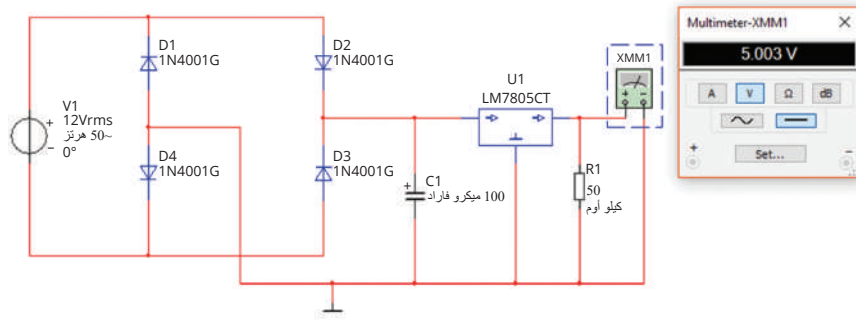 V1
12Vrms
~50 هرتز
0°
D1
1N4001G
D2
1N4001G
D4
1N4001G
D3
1N4001G
C1
100 ميكرو فاراد
U1
LM7805CT
R1
50
كيلو أوم
XMM1
Multimeter-XMM1
5.003 V
A V Ω dB
Set...